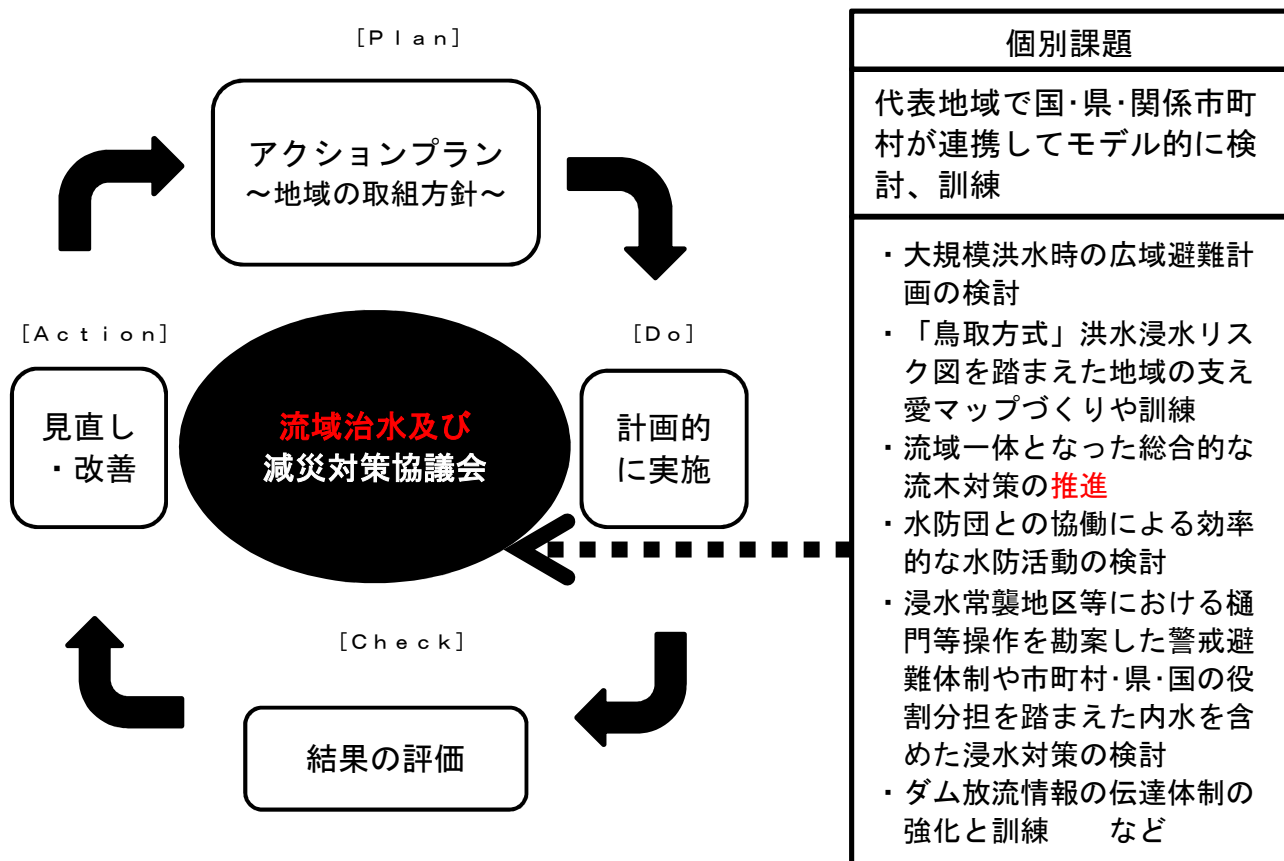 [Plan]
アクションプラン
～地域の取組方針～
[Action]
見直し
・改善
流域治水及び
減災対策協議会
[Do]
計画的
に実施
[Check]
結果の評価
個別課題
代表地域で国･県･関係市町
村が連携してモデル的に検
討、訓練
・大規模洪水時の広域避難計
画の検討
・「鳥取方式」洪水浸水リス
ク図を踏まえた地域の支え
愛マップづくりや訓練
・流域一体となった総合的な
流木対策の推進
・水防団との協働による効率
的な水防活動の検討
・浸水常襲地区等における樋
門等操作を勘案した警戒避
難体制や市町村･県･国の役
割分担を踏まえた内水を含
めた浸水対策の検討
・ダム放流情報の伝達体制の
強化と訓練　　など